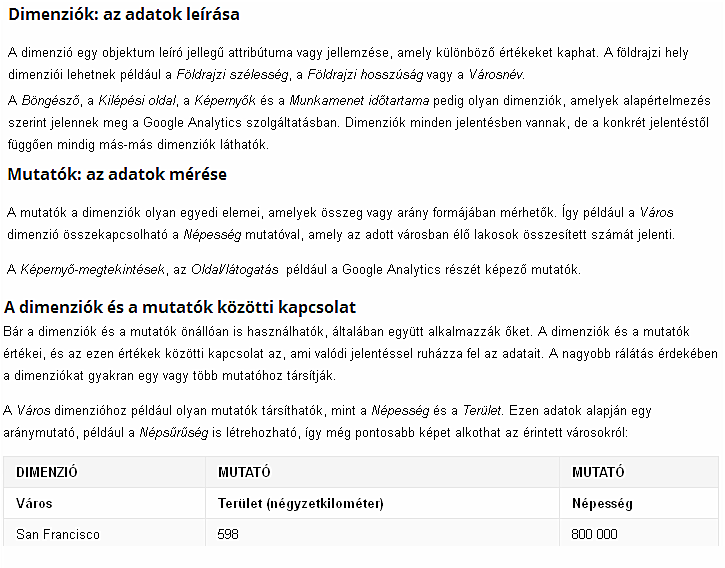 Dimenziók: az adatok leírása
A dimenzió egy objektum leíró jellegű attribútuma vagy jellemzése, amely különböző értékeket kaphat. A földrajzi hely
dimenziói lehetnek például a Földrajzi szélesség, a Földrajzi hosszúság vagy a Városnév.
A Böngésző, a Kilépési oldal, a Képernyők és a Munkamenet időtartama pedig olyan dimenziók, amelyek alapértelmezés
szerint jelennek meg a Google Analytics szolgáltatásban. Dimenziók minden jelentésben vannak, de a konkrét jelentéstől
függően mindig más-más dimenziók láthatók.
Mutatók: az adatok mérése
A mutatók a dimenziók olyan egyedi elemei, amelyek összeg vagy arány formájában mérhetők. Így például a Város
dimenzió összekapcsolható a Népesség mutatóval, amely az adott városban élő lakosok összesített számát jelenti.
A Képernyő-megtekintések, az Oldal/látogatás például a Google Analytics részét képező mutatók.
A dimenziók és a mutatók közötti kapcsolat
Bár a dimenziók és a mutatók önállóan is használhatók, általában együtt alkalmazzák őket. A dimenziók és a mutatók
értékei, és az ezen értékek közötti kapcsolat az, ami valódi jelentéssel ruházza fel az adatait. A nagyobb rálátás érdekében
a dimenziókat gyakran egy vagy több mutatóhoz társítják.
A Város dimenzióhoz például olyan mutatók társíthatók, mint a Népesség és a Terület. Ezen adatok alapján egy
aránymutató, például a Népsűrűség is létrehozható, így még pontosabb képet alkothat az érintett városokról:
DIMENZIÓ MUTATÓ MUTATÓ
Város Terület (négyzetkilométer) Népesség
San Francisco 598 800 000